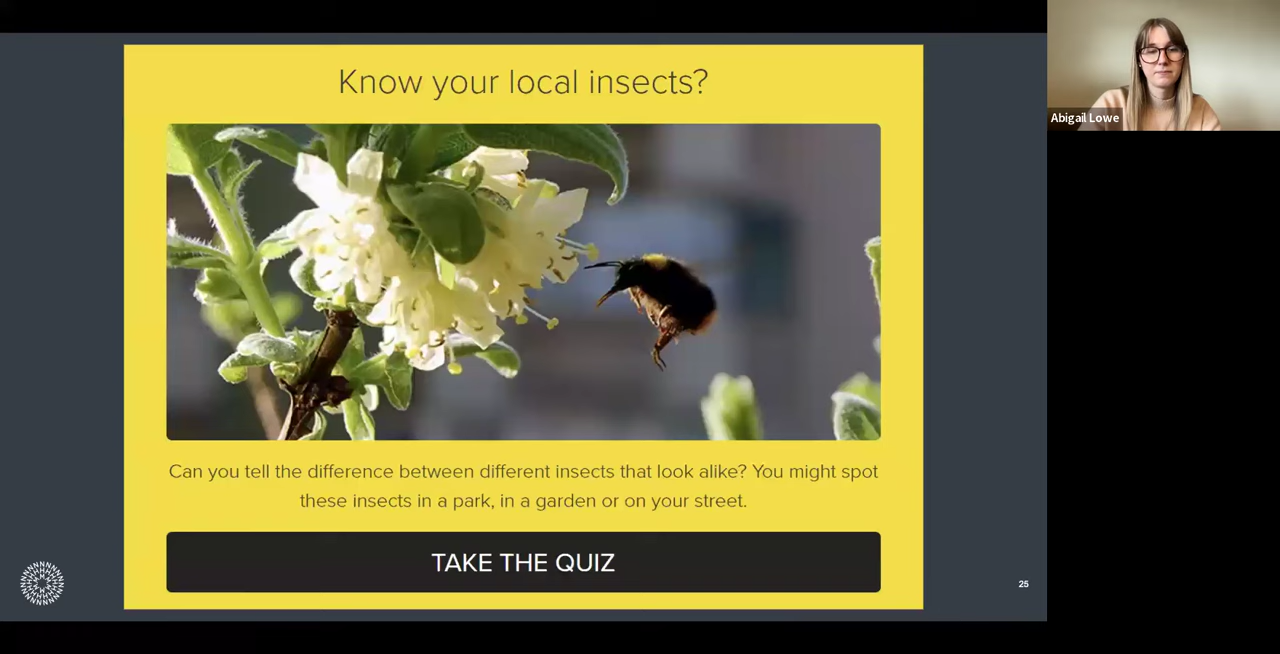 Know your local insects?
Can you tell the difference between different insects that look alike? You might spot
these insects in a park, in a garden or on your street.
TAKE THE QUIZ
25
Abigail Lowe